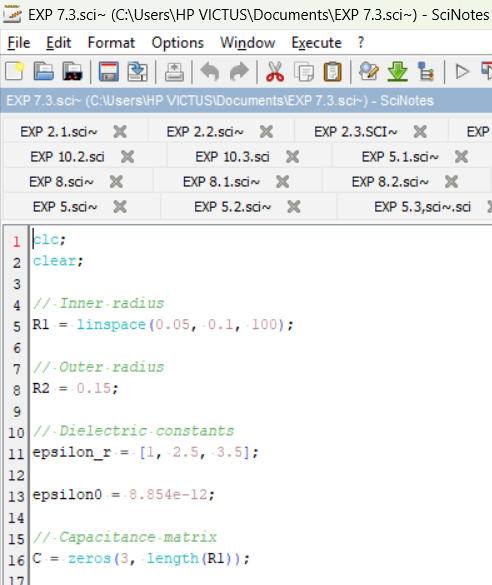 EXP 7.3.sci~ (C:\Users\HP VICTUS\Documents\EXP 7.3.sci~) - SciNotes
File Edit Format Options Window Execute ?
EXP 7.3.sci~ (C:\Users\HP VICTUS\Documents\EXP 7.3.sci~) - SciNotes
EXP 2.1.sci~ EXP 2.2.sci~ EXP 2.3.SCI~ EXP
EXP 10.2.sci EXP 10.3.sci EXP 5.1.sci~
EXP 8.sci~ EXP 8.1.sci~ EXP 8.2.sci~
EXP 5.sci~ EXP 5.2.sci~ EXP 5.3,sci~.sci
1 clc;
2 clear;
3
4 // Inner radius
5 R1 = linspace(0.05, 0.1, 100);
6
7 // Outer radius
8 R2 = 0.15;
9
10 // Dielectric constants
11 epsilon_r = [1, 2.5, 3.5];
12
13 epsilon0 = 8.854e-12;
14
15 // Capacitance matrix
16 C = zeros(3, length(R1));
17